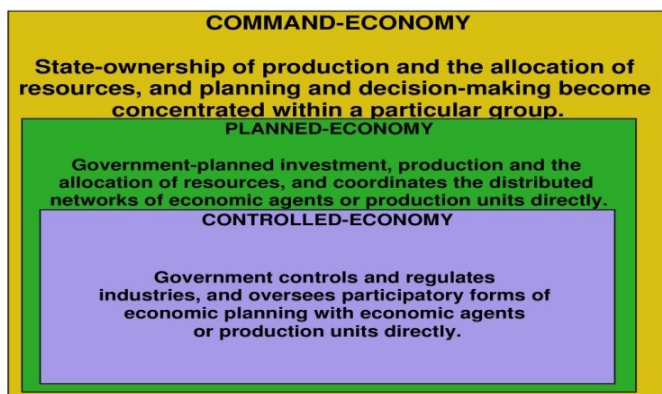 COMMAND-ECONOMY
State-ownership of production and the allocation of
resources, and planning and decision-making become
concentrated within a particular group.
PLANNED-ECONOMY
Government-planned investment, production and the
allocation of resources, and coordinates the distributed
networks of economic agents or production units directly.
CONTROLLED-ECONOMY
Government controls and regulates
industries, and oversees participatory forms of
economic planning with economic agents
or production units directly.